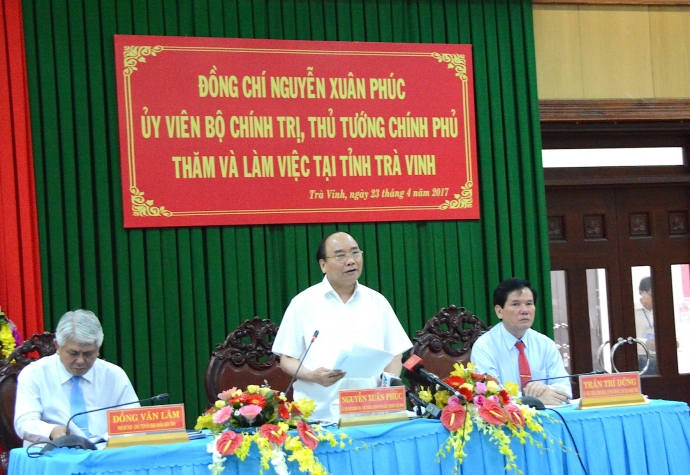 ĐỒNG CHÍ NGUYỄN XUÂN PHÚC
ỦY VIÊN BỘ CHÍNH TRỊ, THỦ TƯỚNG CHÍNH PHỦ
THĂM VÀ LÀM VIỆC TẠI TỈNH TRÀ VINH
Trà Vinh, ngày 23 tháng 4 năm 2017
ĐỒNG VĂN LÂM
NGUYỄN XUÂN PHÚC
TRẦN TRÍ DŨNG